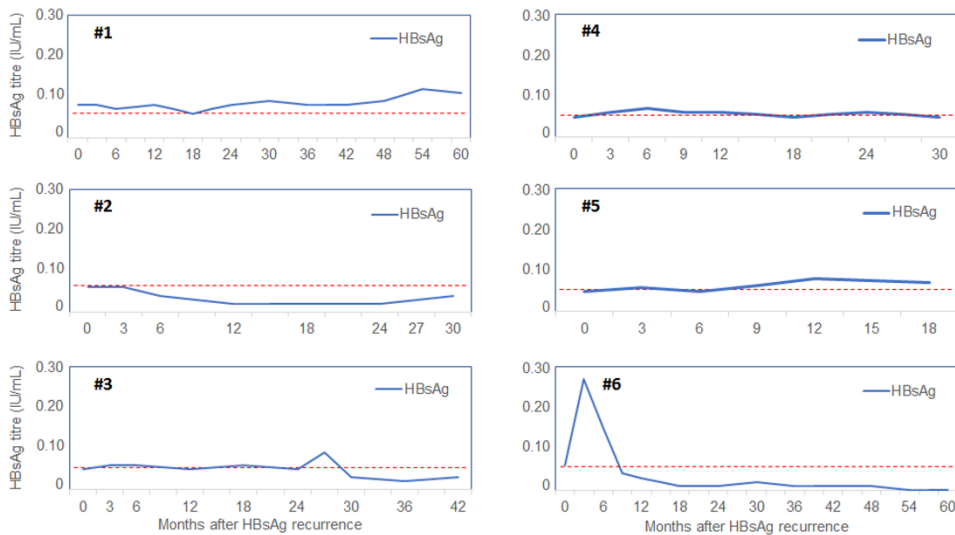 #1
HBsAg
HBsAg titre (IU/mL)
0.30
0.20
0.10
0
0 6 12 18 24 30 36 42 48 54 60
#4
HBsAg
0.30
0.20
0.10
0
0 3 6 9 12 18 24 30
#2
HBsAg
HBsAg titre (IU/mL)
0.30
0.20
0.10
0
0 3 6 12 18 24 27 30
#5
HBsAg
0.30
0.20
0.10
0
0 3 6 9 12 15 18
#3
HBsAg
HBsAg titre (IU/mL)
0.30
0.20
0.10
0
0 3 6 12 18 24 30 36 42
Months after HBsAg recurrence
#6
HBsAg
0.30
0.20
0.10
0
0 6 12 18 24 30 36 42 48 54 60
Months after HBsAg recurrence